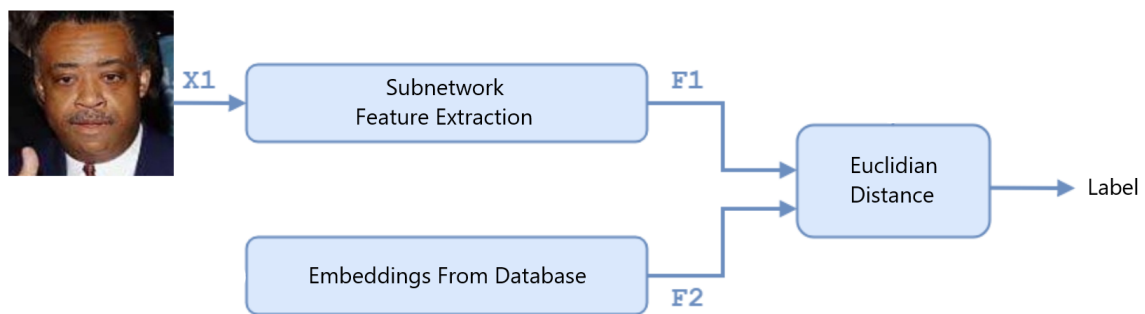 X1
Subnetwork
Feature Extraction
F1
Euclidian
Distance
Label
Embeddings From Database
F2